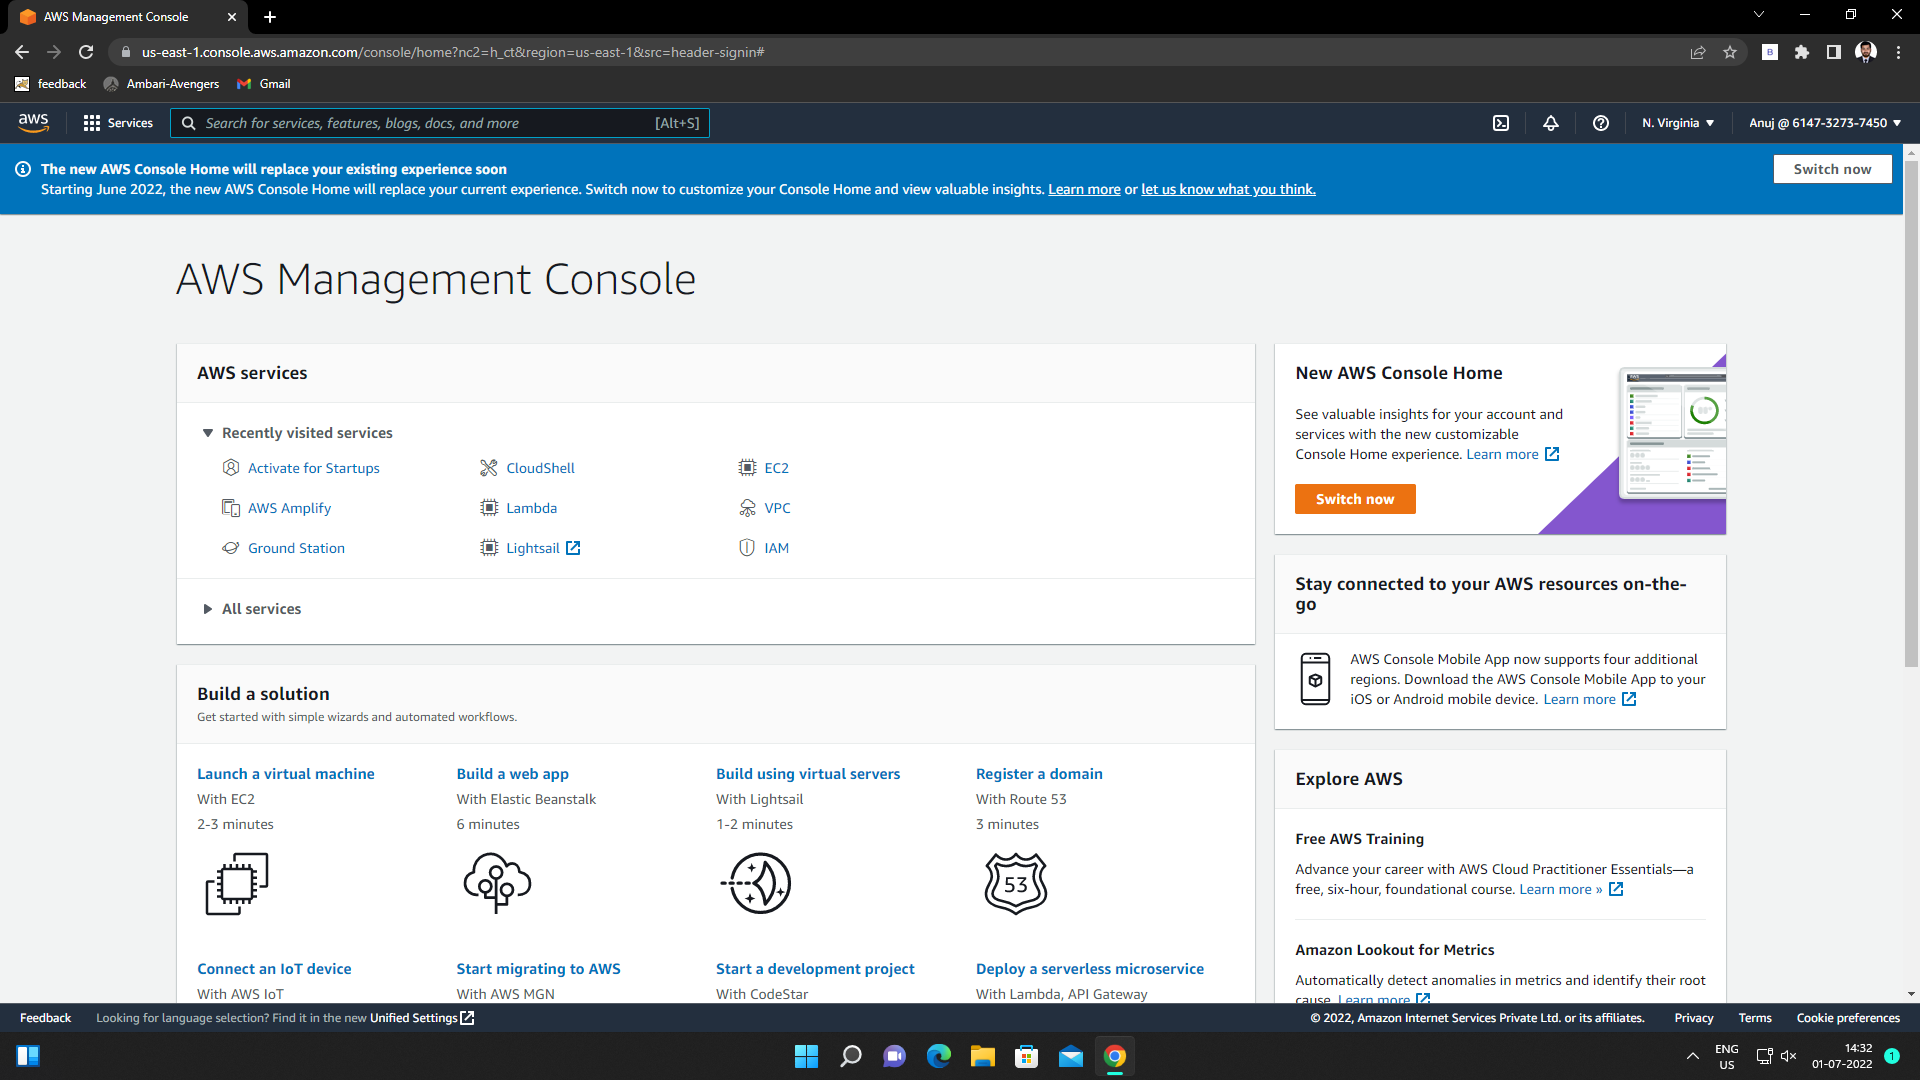 AWS Management Console
us-east-1.console.aws.amazon.com/console/home?nc2=h_ct&region=us-east-1&src=header-signin#
B
feedback
Ambari-Avengers
Gmail
aws
Services
Search for services, features, blogs, docs, and more
[Alt+S]
N. Virginia
Anuj @ 6147-3273-7450
The new AWS Console Home will replace your existing experience soon
Starting June 2022, the new AWS Console Home will replace your current experience. Switch now to customize your Console Home and view valuable insights. Learn more or let us know what you think.
Switch now
AWS Management Console
AWS services
Recently visited services
Activate for Startups
CloudShell
EC2
AWS Amplify
Lambda
VPC
Ground Station
Lightsail
IAM
All services
Build a solution
Get started with simple wizards and automated workflows.
Launch a virtual machine
With EC2
2-3 minutes
Build a web app
With Elastic Beanstalk
6 minutes
Build using virtual servers
With Lightsail
1-2 minutes
Register a domain
With Route 53
3 minutes
53
Connect an IoT device
With AWS IoT
Start migrating to AWS
With AWS MGN
Start a development project
With CodeStar
Deploy a serverless microservice
With Lambda, API Gateway
New AWS Console Home
See valuable insights for your account and
services with the new customizable
Console Home experience. Learn more
Switch now
Stay connected to your AWS resources on-the-
go
AWS Console Mobile App now supports four additional
regions. Download the AWS Console Mobile App to your
iOS or Android mobile device. Learn more
Explore AWS
Free AWS Training
Advance your career with AWS Cloud Practitioner Essentials—a
free, six-hour, foundational course. Learn more »
Amazon Lookout for Metrics
Automatically detect anomalies in metrics and identify their root
cause. Learn more
Feedback
Looking for language selection? Find it in the new Unified Settings
© 2022, Amazon Internet Services Private Ltd. or its affiliates.
Privacy
Terms
Cookie preferences
ENG
US
14:32
01-07-2022
1